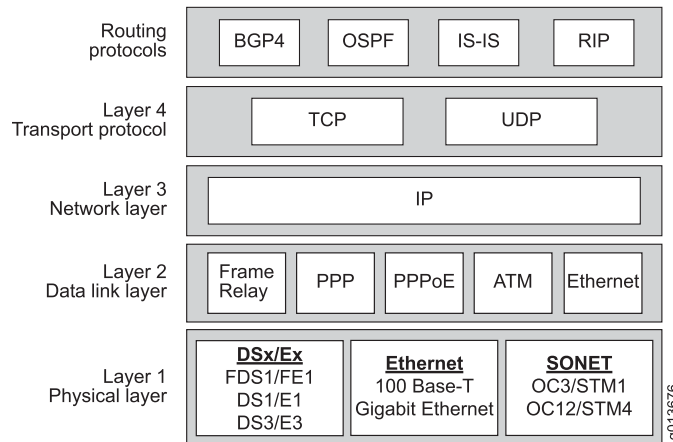 Routing
protocols
BGP4
OSPF
IS-IS
RIP
Layer 4
Transport protocol
TCP
UDP
Layer 3
Network layer
IP
Layer 2
Data link layer
Frame
Relay
PPP
PPPoE
ATM
Ethernet
Layer 1
Physical layer
DSx/Ex
FDS1/FE1
DS1/E1
DS3/E3
Ethernet
100 Base-T
Gigabit Ethernet
SONET
OC3/STM1
OC12/STM4
g013676